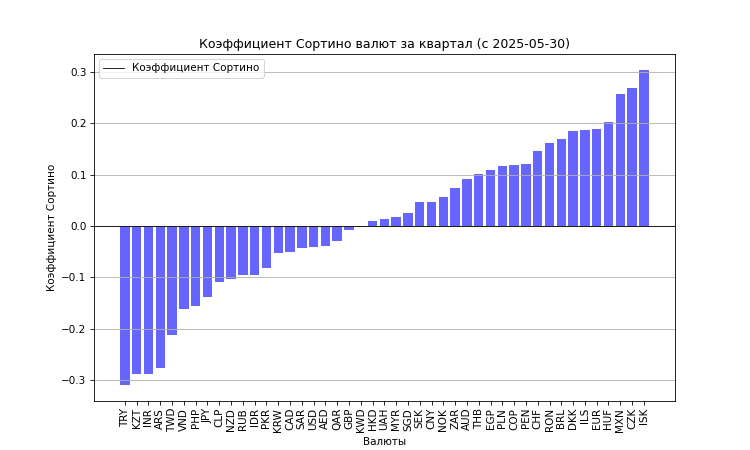 Коэффициент Сортино валют за квартал (с 2025-05-30)
Коэффициент Сортино
Коэффициент Сортино
0.3
0.2
0.1
0.0
−0.1
−0.2
−0.3
TRY KZT INR ARS TWD VND PHP JPY CLP NZD RUB IDR PKR KRW CAD SAR USD AED QAR GBP KWD HKD UAH MYR SGD SEK CNY NOK ZAR AUD THB EGP PLN COP PEN CHF RON BRL DKK ILS EUR HUF MXN CZK ISK
Валюты